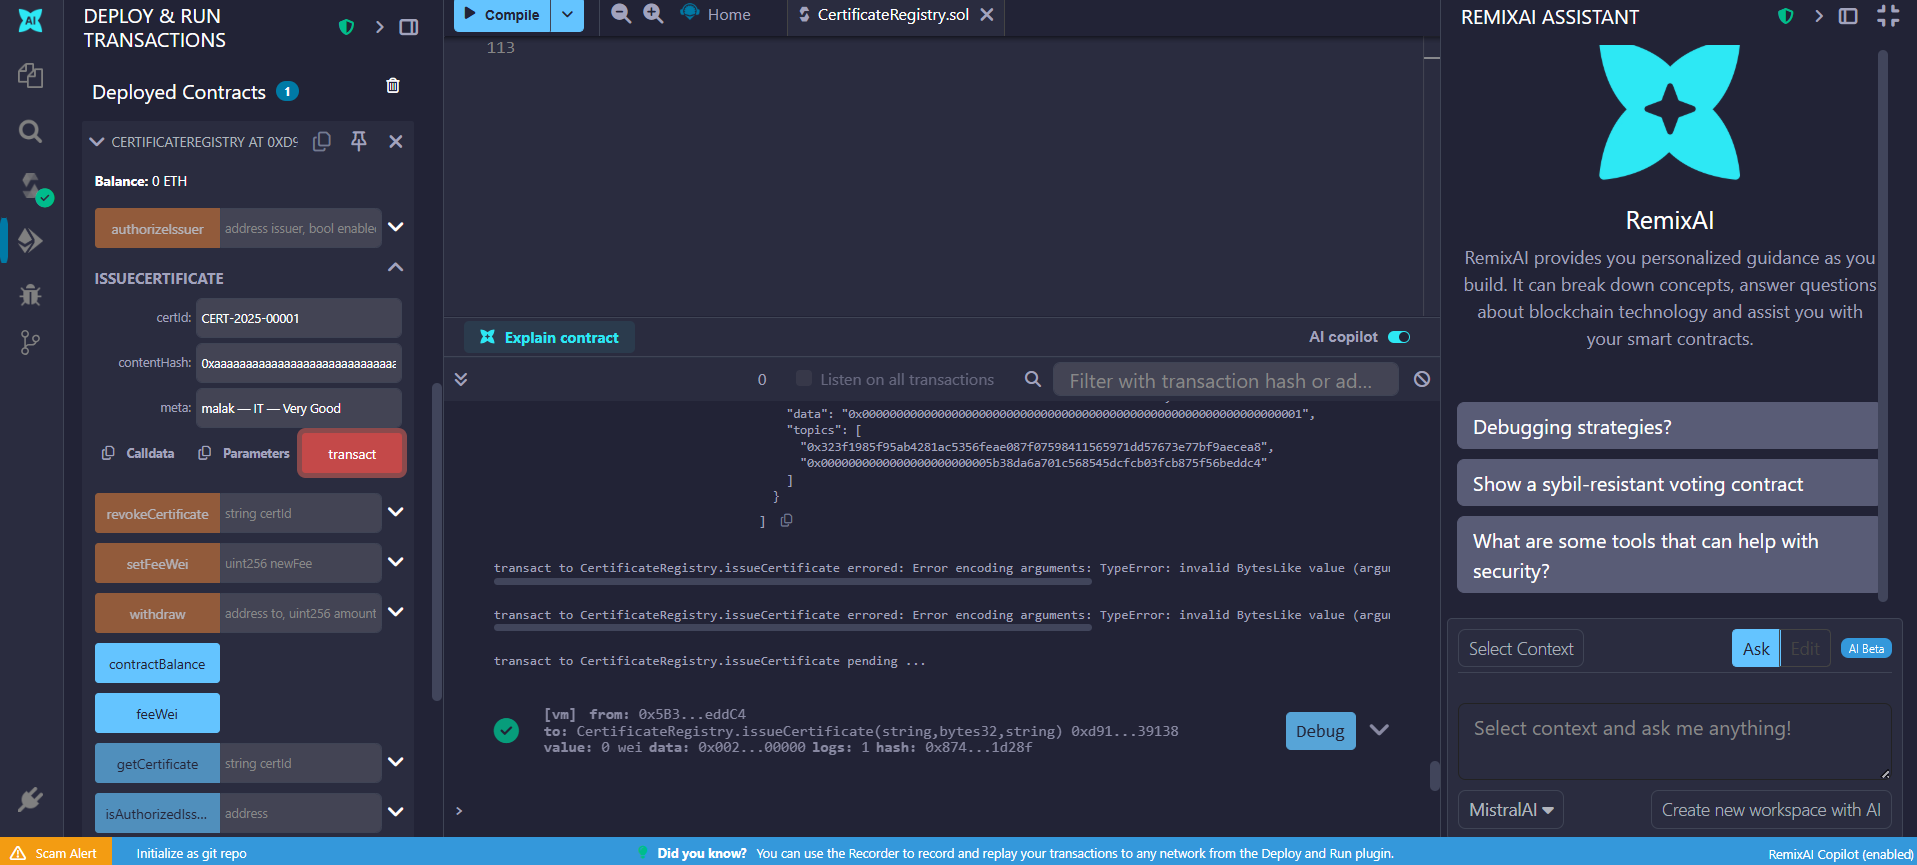 DEPLOY & RUN
TRANSACTIONS
Deployed Contracts 1
CERTIFICATEREGISTRY AT 0XD9
Balance: 0 ETH
authorizeIssuer address issuer, bool enable
ISSUECERTIFICATE
certId: CERT-2025-00001
contentHash:
meta: malak — IT — Very Good
Calldata Parameters transact
revokeCertificate string certId
setFeeWei uint256 newFee
withdraw address to, uint256 amount
contractBalance
feeWei
getCertificate string certId
isAuthorizedIss... address
Compile Home CertificateRegistry.sol
113
Explain contract AI copilot
0 Listen on all transactions Filter with transaction hash or ad...
"data": "0x0000000000000000000000000000000000000000000000000000000000000001",
"topics": [
"0x323f1985f95ab4281ac5356feae087f07598411565971dd57673e77bf9aecea8",
"0x0000000000000000000000005b38da6a701c568545dcfcb03fcb875f56beddc4"
]
}
]
transact to CertificateRegistry.issueCertificate errored: Error encoding arguments: TypeError: invalid BytesLike value (argu
transact to CertificateRegistry.issueCertificate errored: Error encoding arguments: TypeError: invalid BytesLike value (argu
transact to CertificateRegistry.issueCertificate pending ...
[vm] from: 0x5B3...eddC4
to: CertificateRegistry.issueCertificate(string,bytes32,string) 0xd91...39138
value: 0 wei data: 0x002...00000 logs: 1 hash: 0x874...1d28f
Debug
>
REMIXAI ASSISTANT
RemixAI
RemixAI provides you personalized guidance as you
build. It can break down concepts, answer questions
about blockchain technology and assist you with
your smart contracts.
Debugging strategies?
Show a sybil-resistant voting contract
What are some tools that can help with
security?
Select Context Ask Edit AI Beta
Select context and ask me anything!
MistralAI Create new workspace with AI
Scam Alert Initialize as git repo Did you know? You can use the Recorder to record and replay your transactions to any network from the Deploy and Run plugin. RemixAI Copilot (enabled)
AI